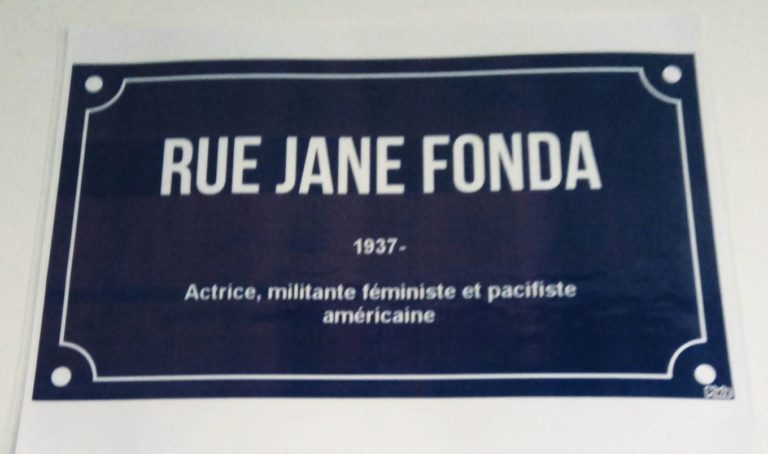 RUE JANE FONDA
1937-
Actrice, militante féministe et pacifiste
américaine